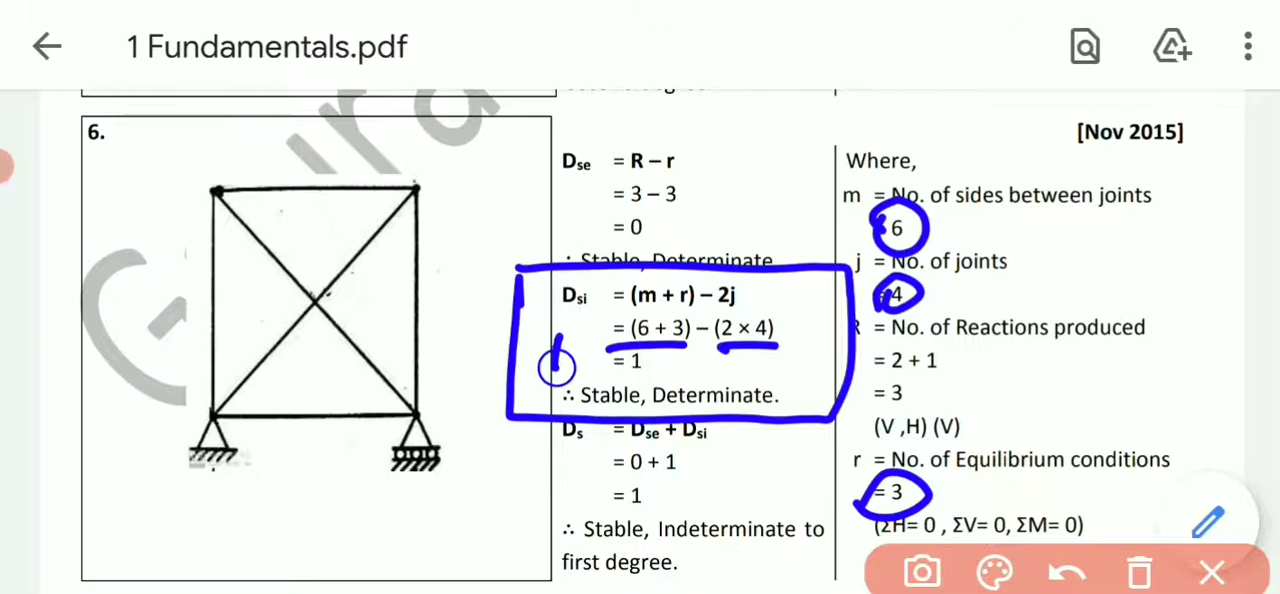 1 Fundamentals.pdf
6.
[Nov 2015]
Dse = R – r
= 3 – 3
= 0
∴ Stable, Determinate
Dsi = (m + r) – 2j
= (6 + 3) – (2 × 4)
= 1
∴ Stable, Determinate.
Ds = Dse + Dsi
= 0 + 1
= 1
∴ Stable, Indeterminate to
first degree.
Where,
m = No. of sides between joints
6
j = No. of joints
= 4
R = No. of Reactions produced
= 2 + 1
= 3
(V ,H) (V)
r = No. of Equilibrium conditions
= 3
(ΣH= 0 , ΣV= 0, ΣM= 0)